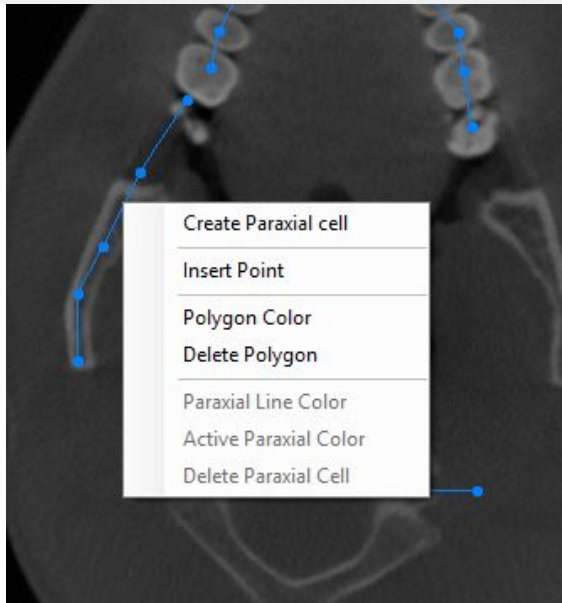 Create Paraxial cell
Insert Point
Polygon Color
Delete Polygon
Paraxial Line Color
Active Paraxial Color
Delete Paraxial Cell